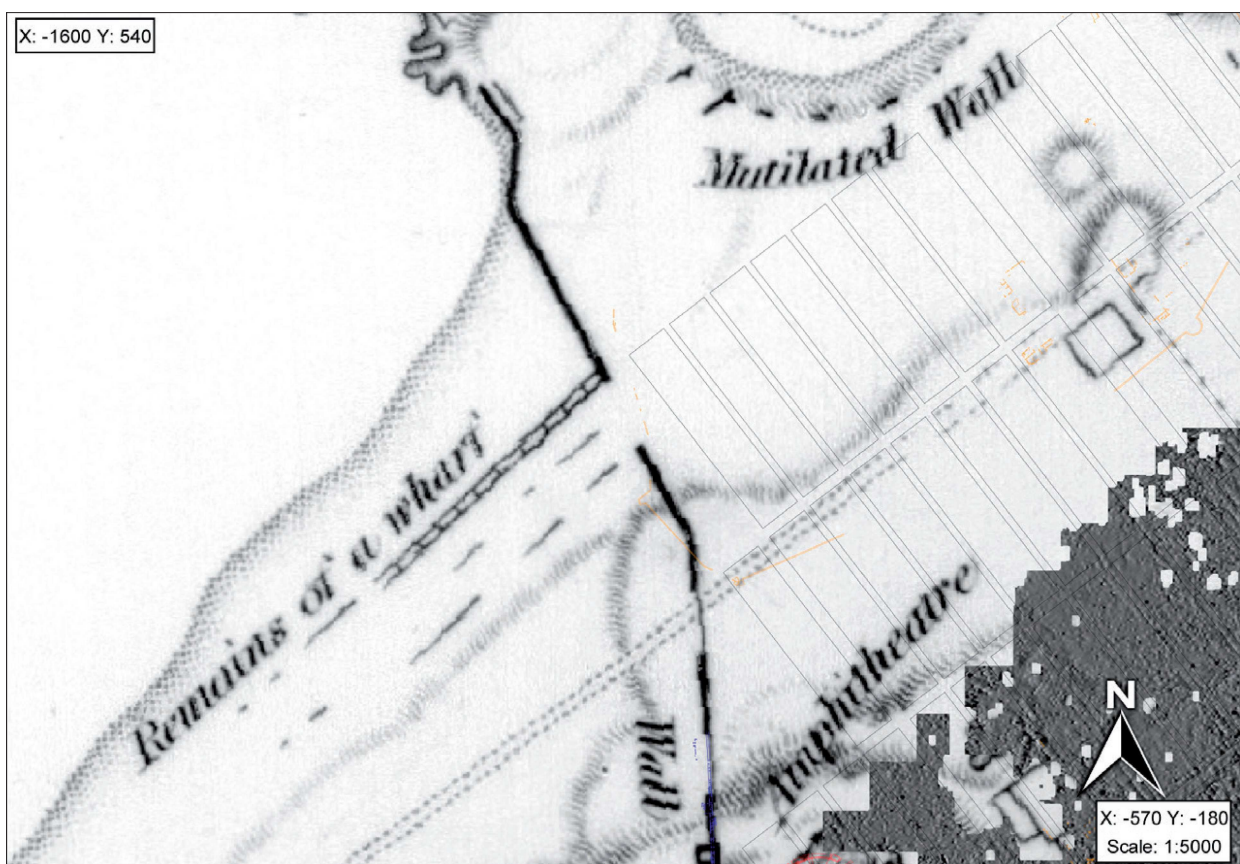 X: -1600 Y: 540
Mutilated Wall
Remains of a wharf
Amphitheatre
Wall
N
X: -570 Y: -180
Scale: 1:5000